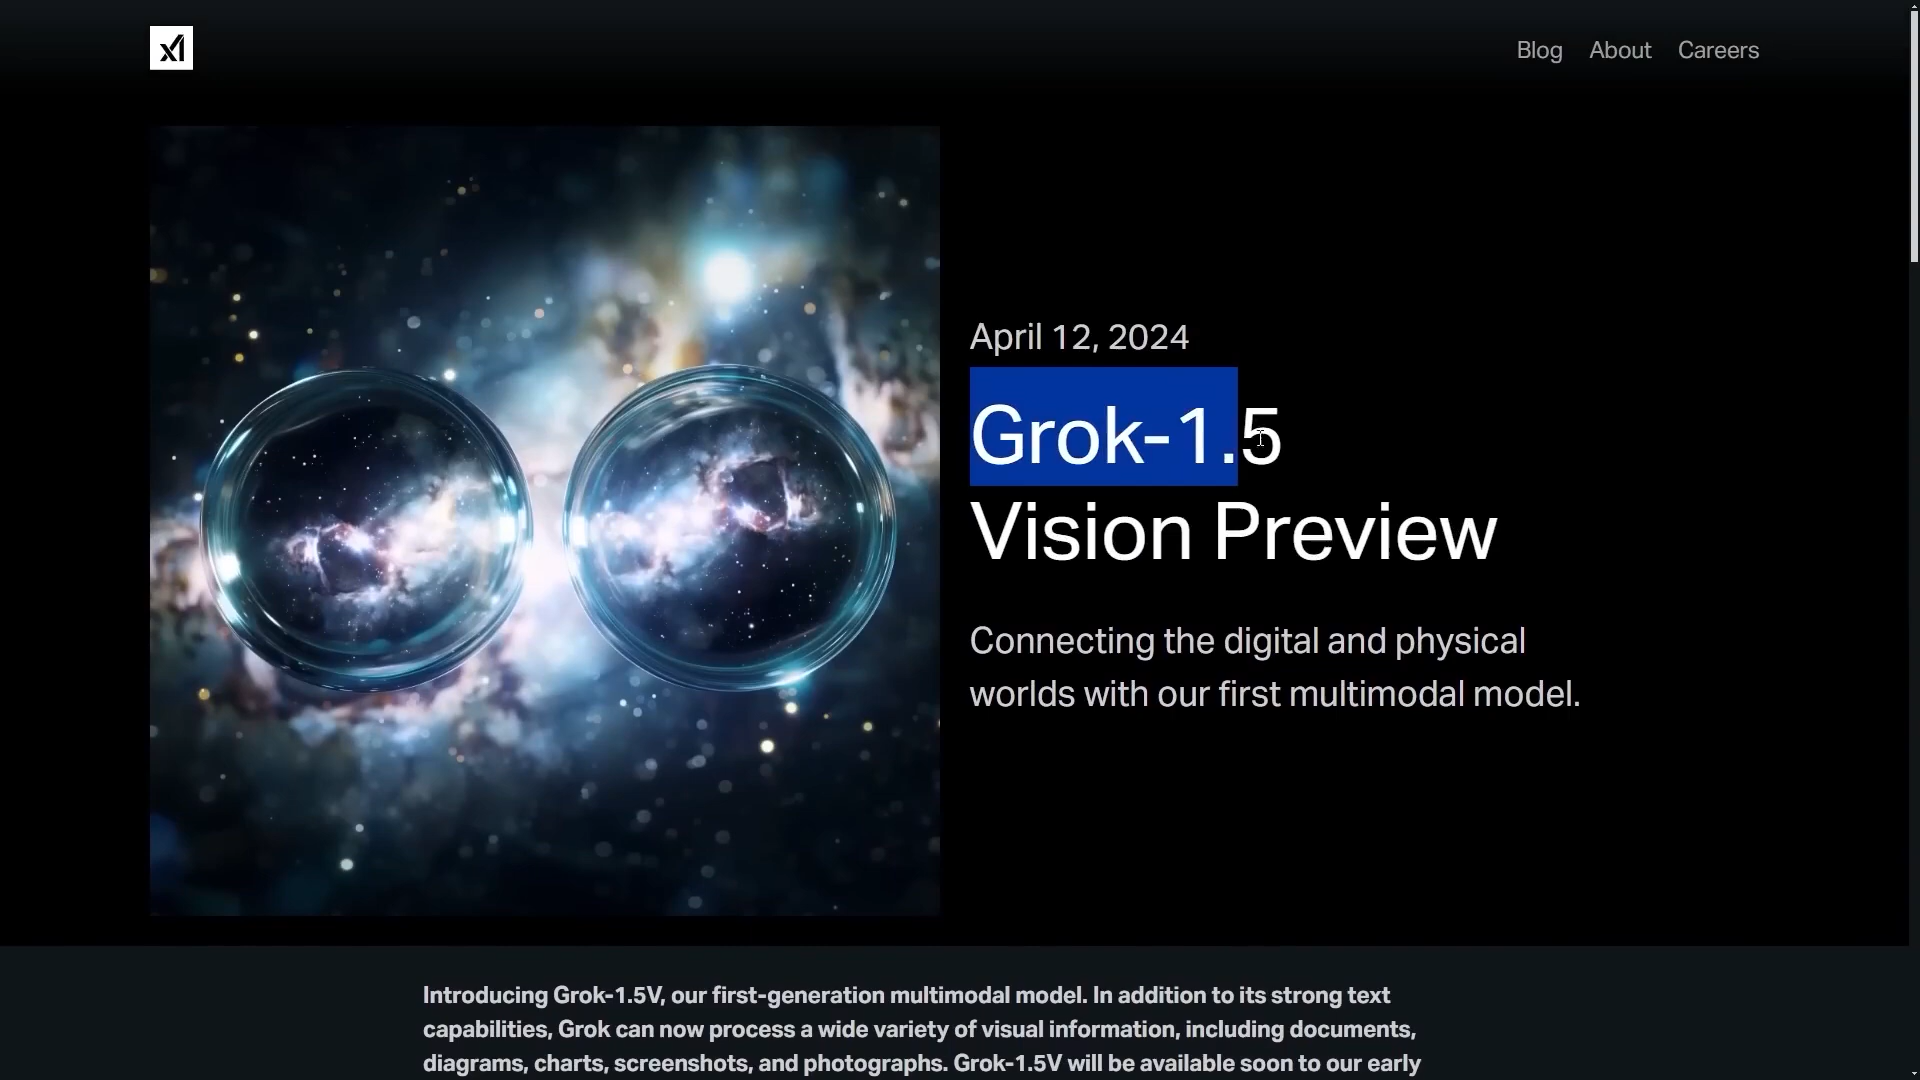 xI
Blog About Careers
April 12, 2024
Grok-1.5
Vision Preview
Connecting the digital and physical
worlds with our first multimodal model.
Introducing Grok-1.5V, our first-generation multimodal model. In addition to its strong text
capabilities, Grok can now process a wide variety of visual information, including documents,
diagrams, charts, screenshots, and photographs. Grok-1.5V will be available soon to our early